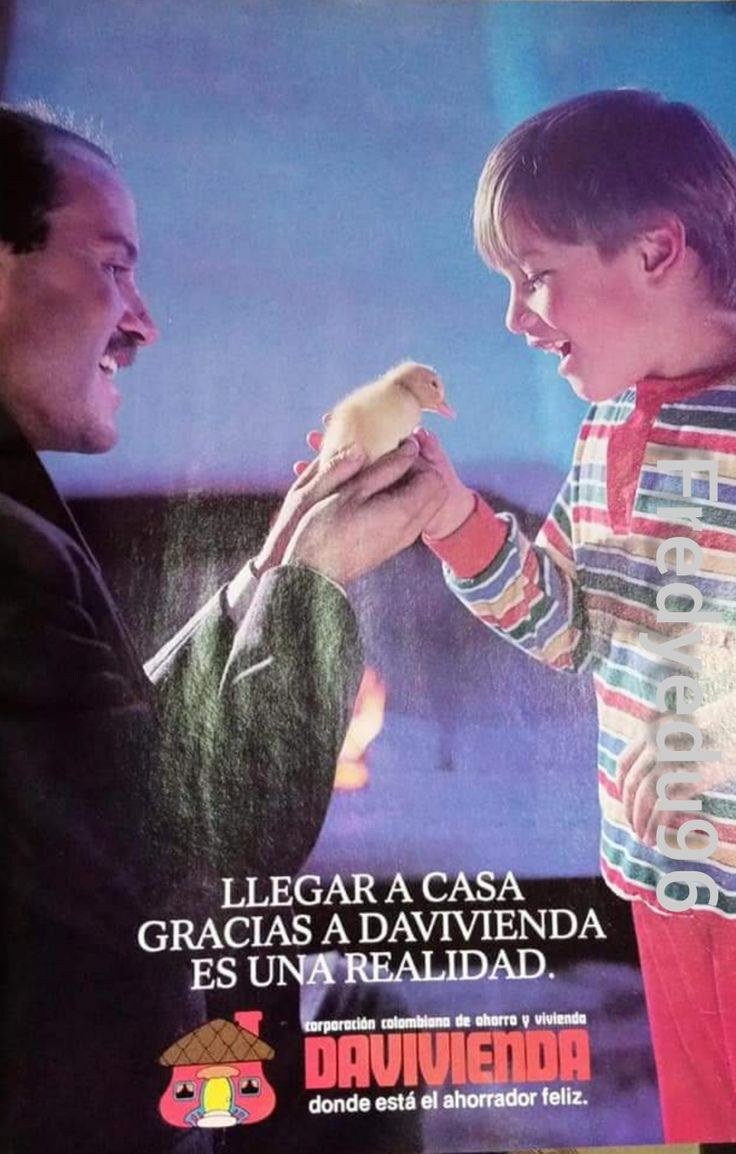 LLEGAR A CASA
GRACIAS A DAVIVIENDA
ES UNA REALIDAD.
corporación colombiana de ahorro y vivienda
DAVIVIENDA
donde está el ahorrador feliz.
Fredyedu96